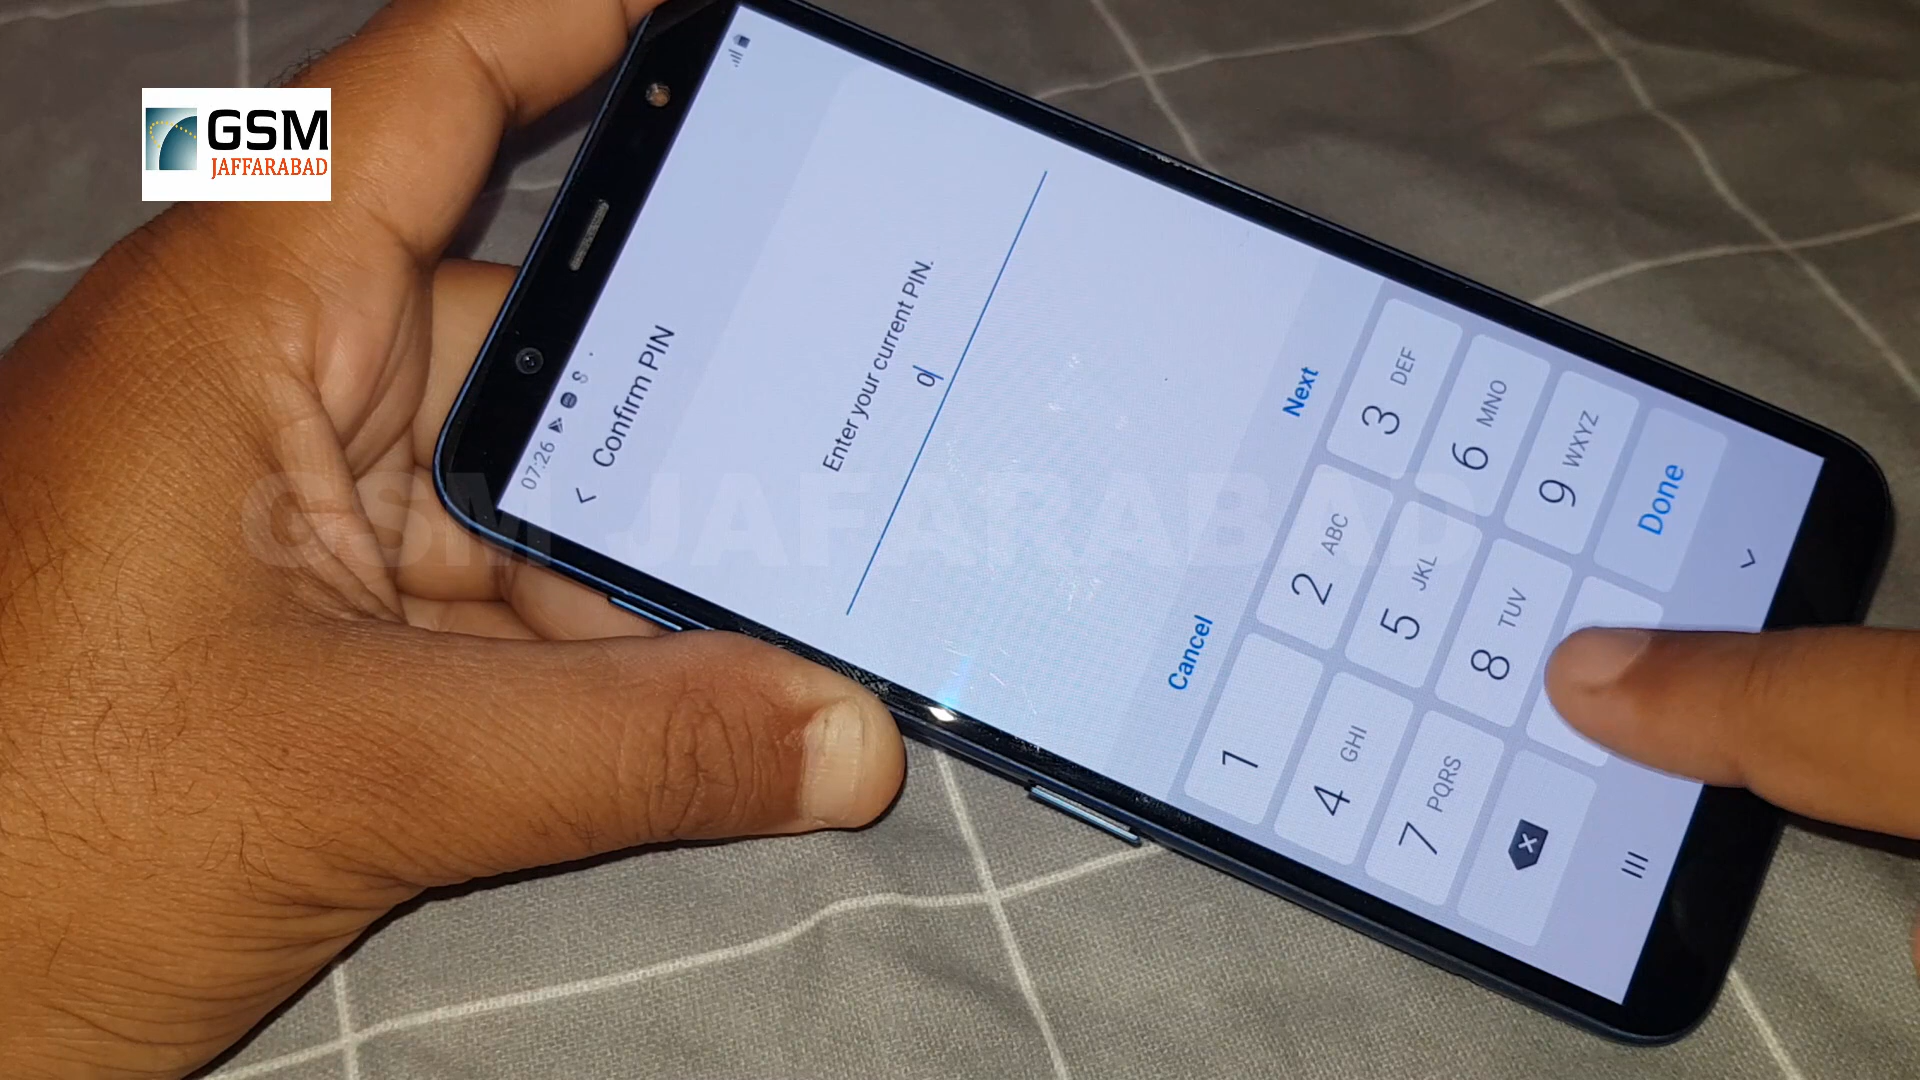 GSM
JAFFARABAD
GSM JAFARABAD
07:26
Confirm PIN
Enter your current PIN.
0
Cancel Next
1
2 ABC
3 DEF
4 GHI
5 JKL
6 MNO
7 PQRS
8 TUV
9 WXYZ
Done